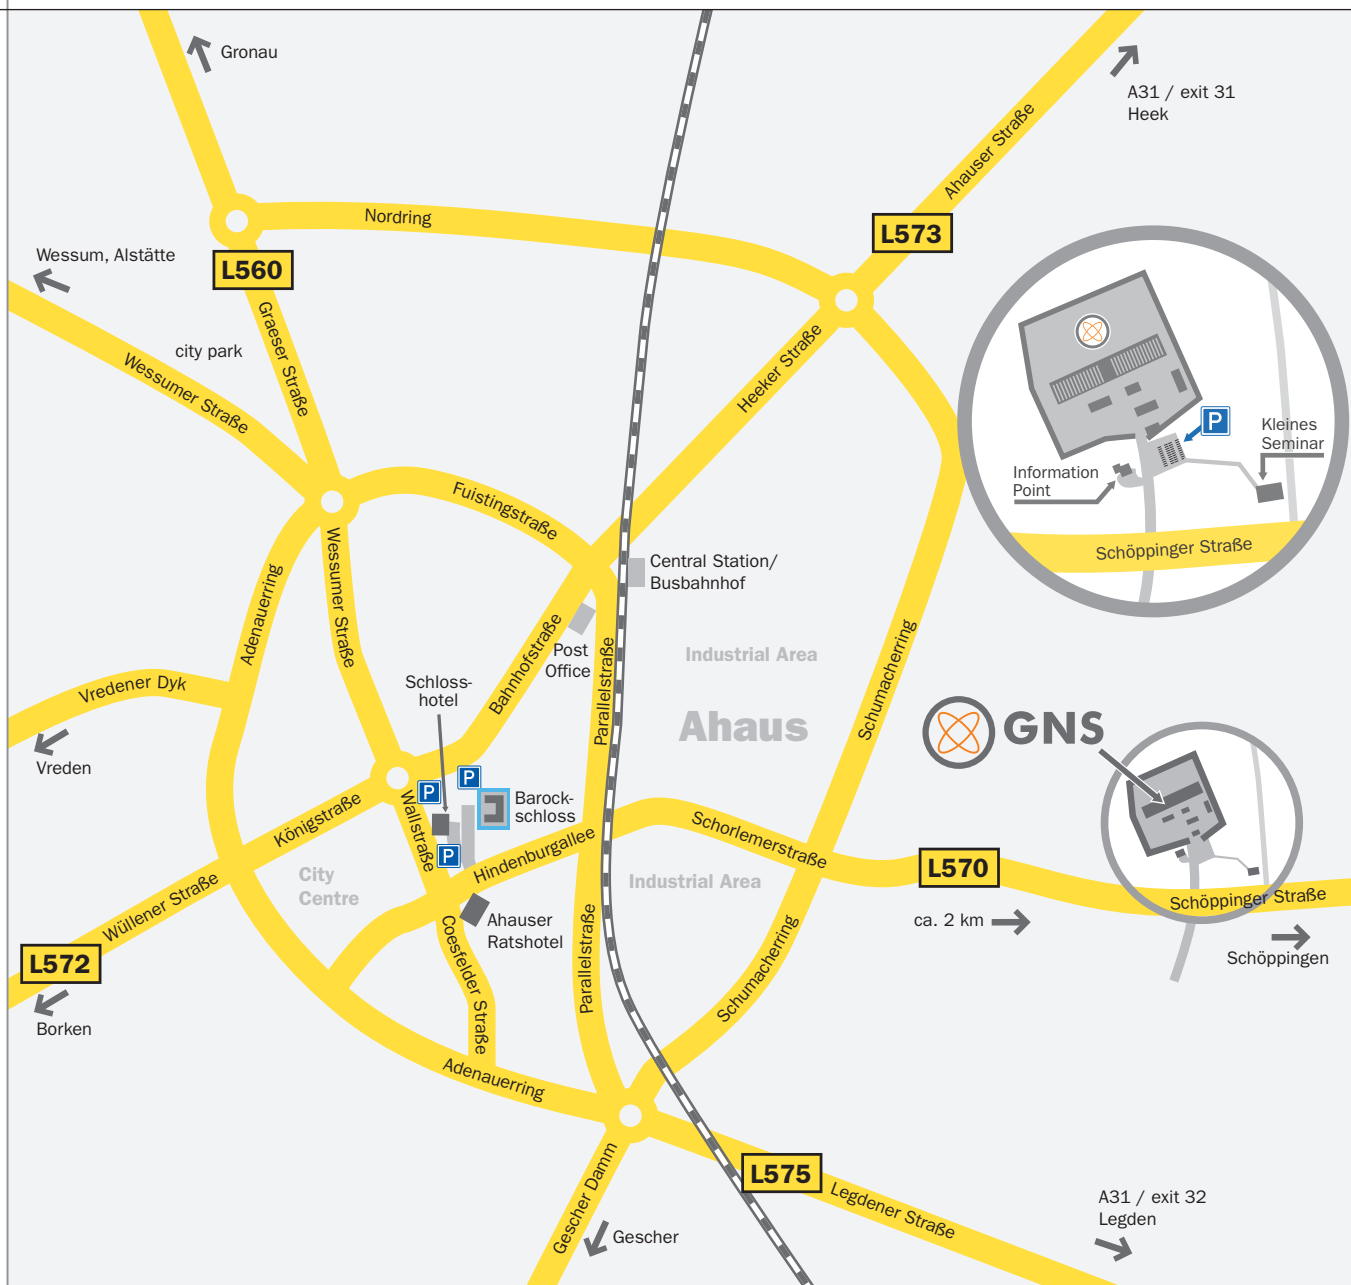 Gronau
A31 / exit 31
Heek
Ahauser Straße
Nordring
L573
Wessum, Alstätte
L560
Graeser Straße
city park
Wessumer Straße
Heeker Straße
P
Kleines
Seminar
Information
Point
Schöppinger Straße
Fuistingstraße
Wessumer Straße
Adenauerring
Central Station/
Busbahnhof
Post
Office
Bahnhofstraße
Parallelstraße
Industrial Area
Schumacherring
Vredener Dyk
Schloss-
hotel
Ahaus
GNS
Vreden
P
P
Barock-
schloss
Königstraße
Wallstraße
P
Hindenburgallee
Schorlemerstraße
L570
City
Centre
Industrial Area
Schöppinger Straße
Wüllener Straße
Ahauser
Ratshotel
ca. 2 km
Schöppingen
L572
Coesfelder Straße
Parallelstraße
Schumacherring
Borken
Adenauerring
L575
Gescher Damm
Legdener Straße
A31 / exit 32
Legden
Gescher